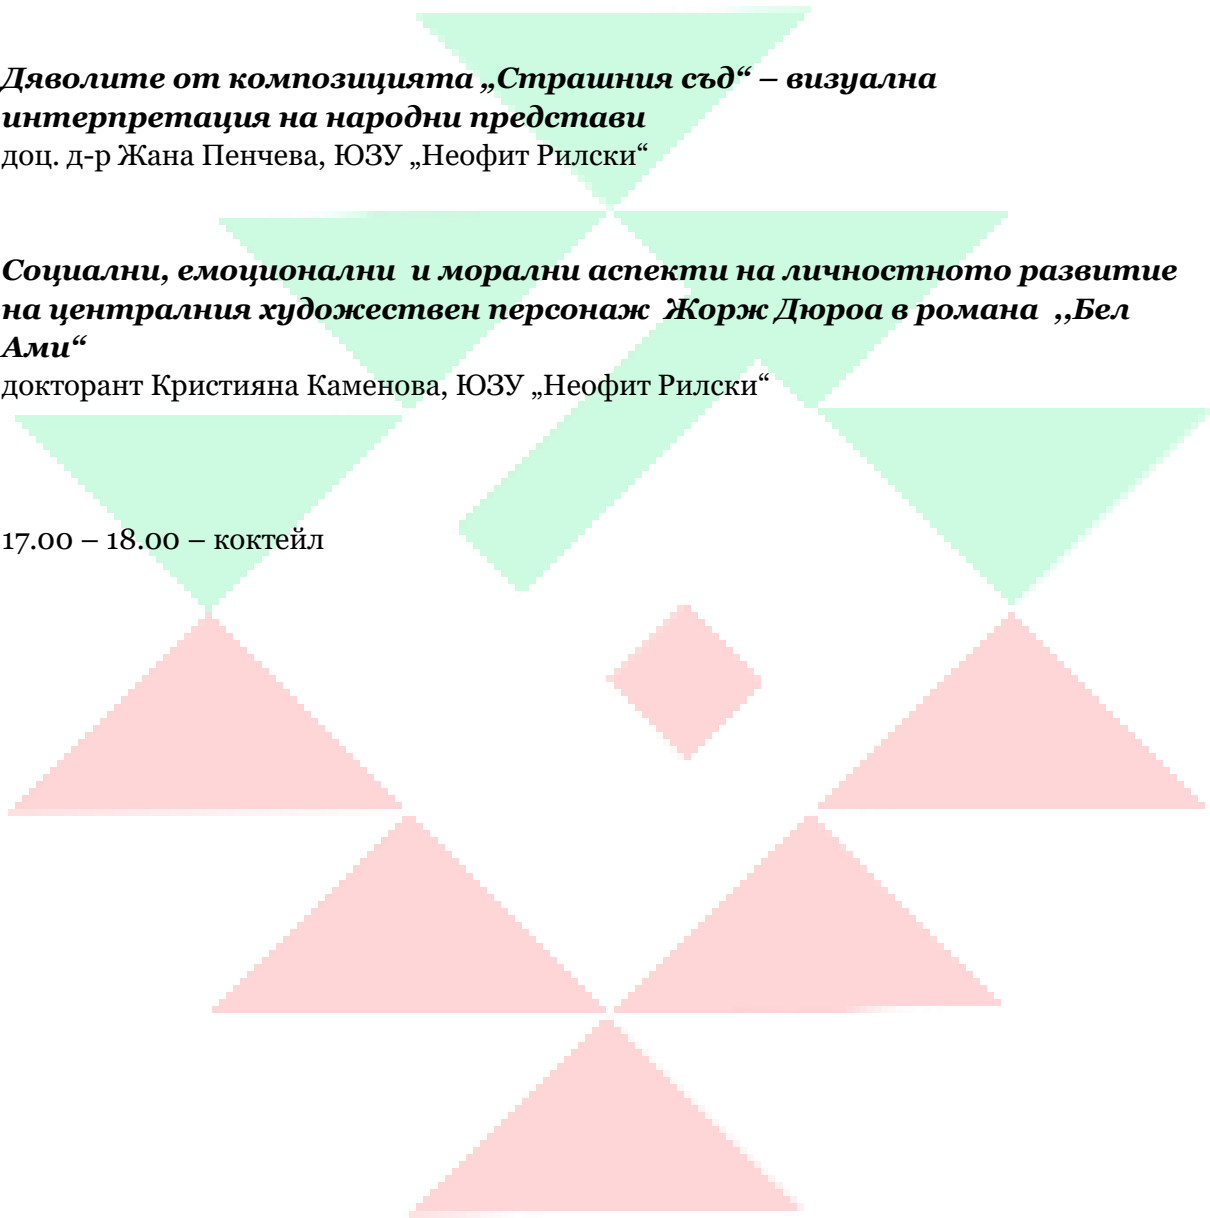 Дяволите от композицията „Страшния съд“ – визуална
интерпретация на народни представи
доц. д-р Жана Пенчева, ЮЗУ „Неофит Рилски“
Социални, емоционални  и морални аспекти на личностното развитие
на централния художествен персонаж  Жорж Дюроа в романа  ,,Бел
Ами“
докторант Кристияна Каменова, ЮЗУ „Неофит Рилски“
17.00 – 18.00 – коктейл